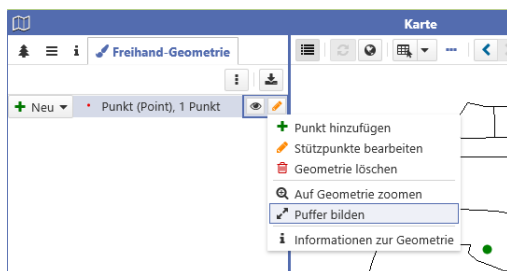 Karte
Freihand-Geometrie
Neu
Punkt (Point), 1 Punkt
Punkt hinzufügen
Stützpunkte bearbeiten
Geometrie löschen
Auf Geometrie zoomen
Puffer bilden
Informationen zur Geometrie